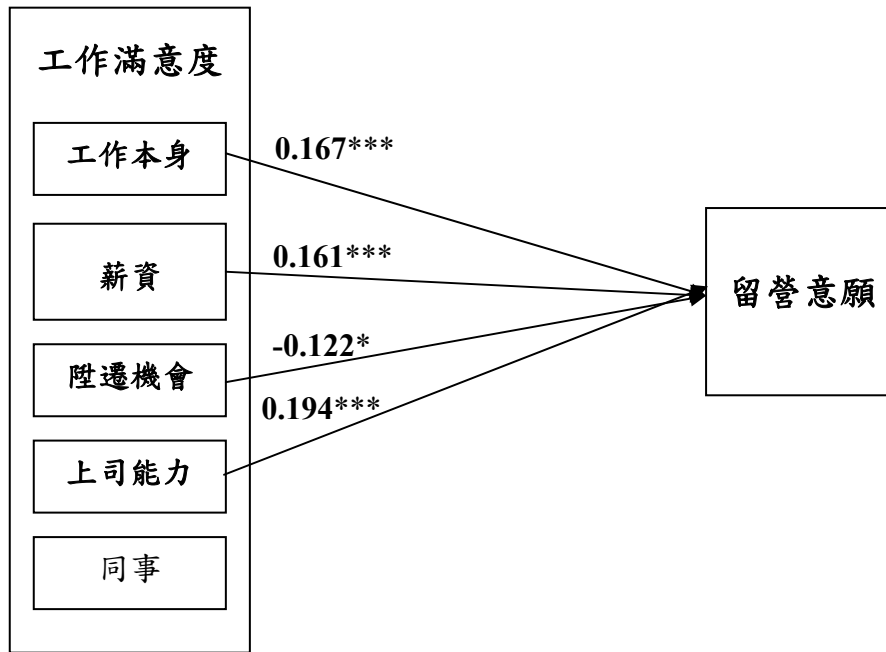 工作滿意度
工作本身
0.167***
薪資
0.161***
留營意願
陞遷機會
-0.122*
上司能力
0.194***
同事